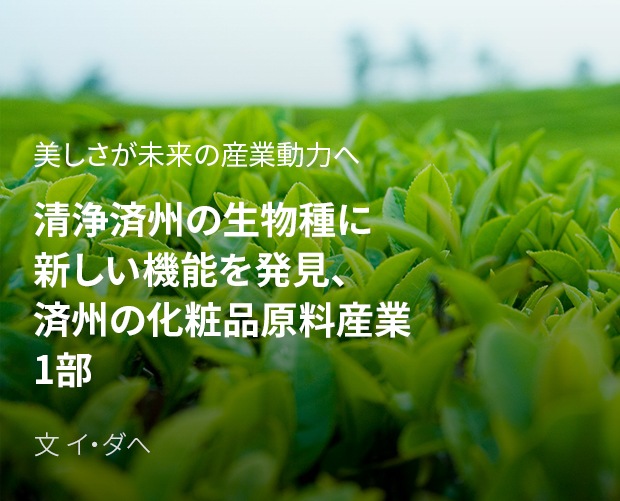 美しさが未来の産業動力へ
清浄済州の生物種に
新しい機能を発見、
済州の化粧品原料産業
1部
文 イ・ダヘ